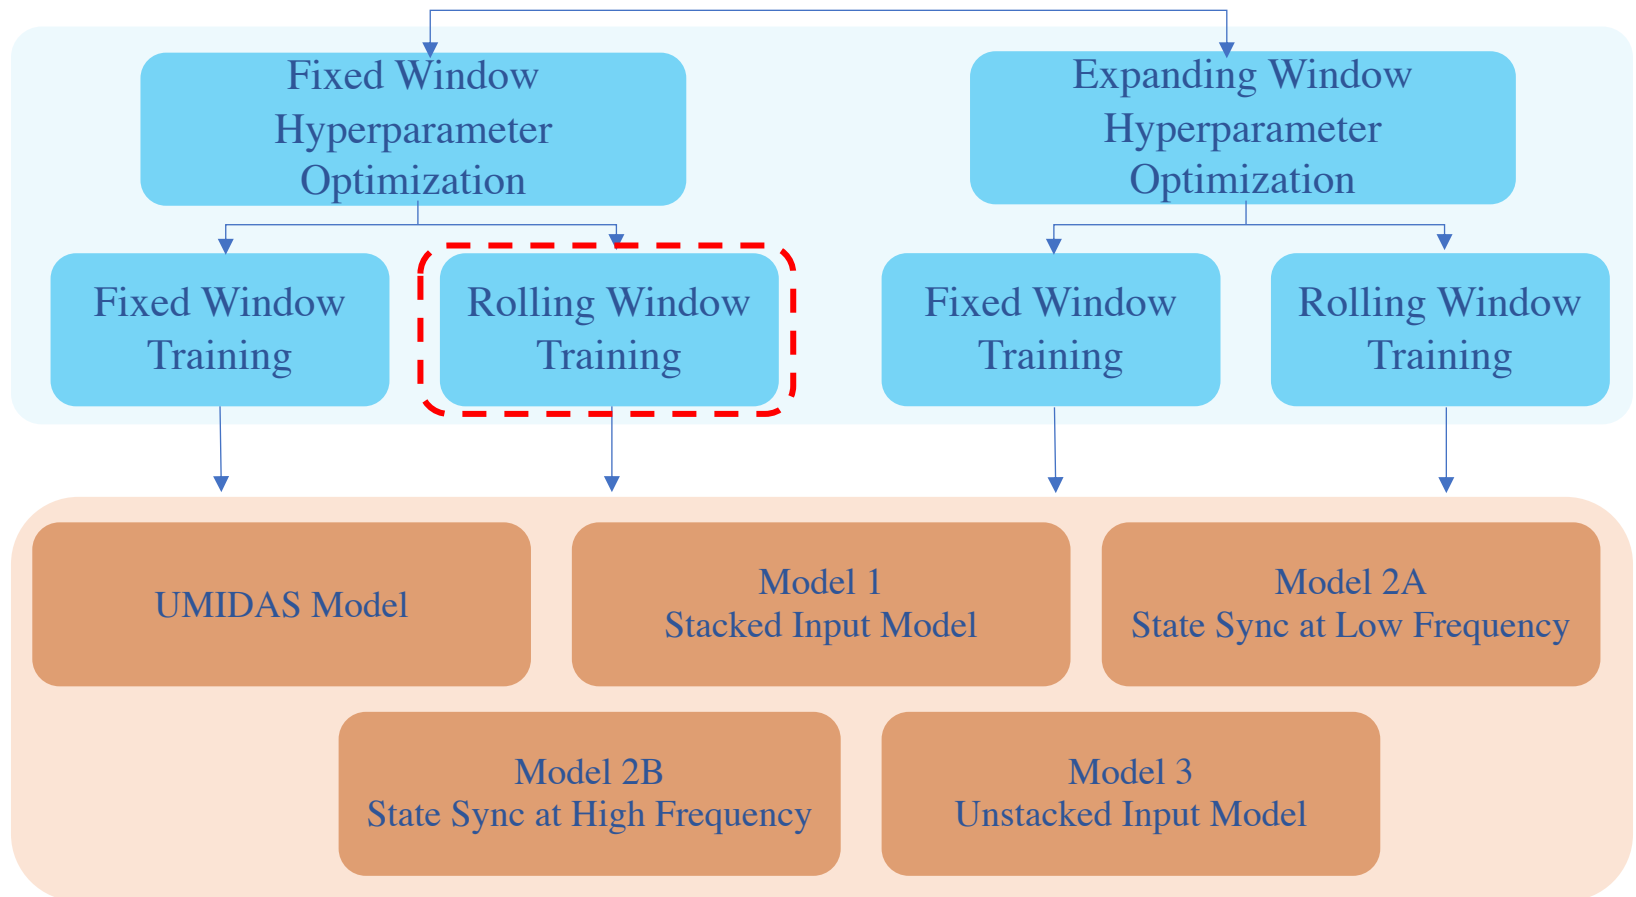 Fixed Window
Hyperparameter
Optimization
Expanding Window
Hyperparameter
Optimization
Fixed Window
Training
Rolling Window
Training
Fixed Window
Training
Rolling Window
Training
UMIDAS Model
Model 1
Stacked Input Model
Model 2A
State Sync at Low Frequency
Model 2B
State Sync at High Frequency
Model 3
Unstacked Input Model